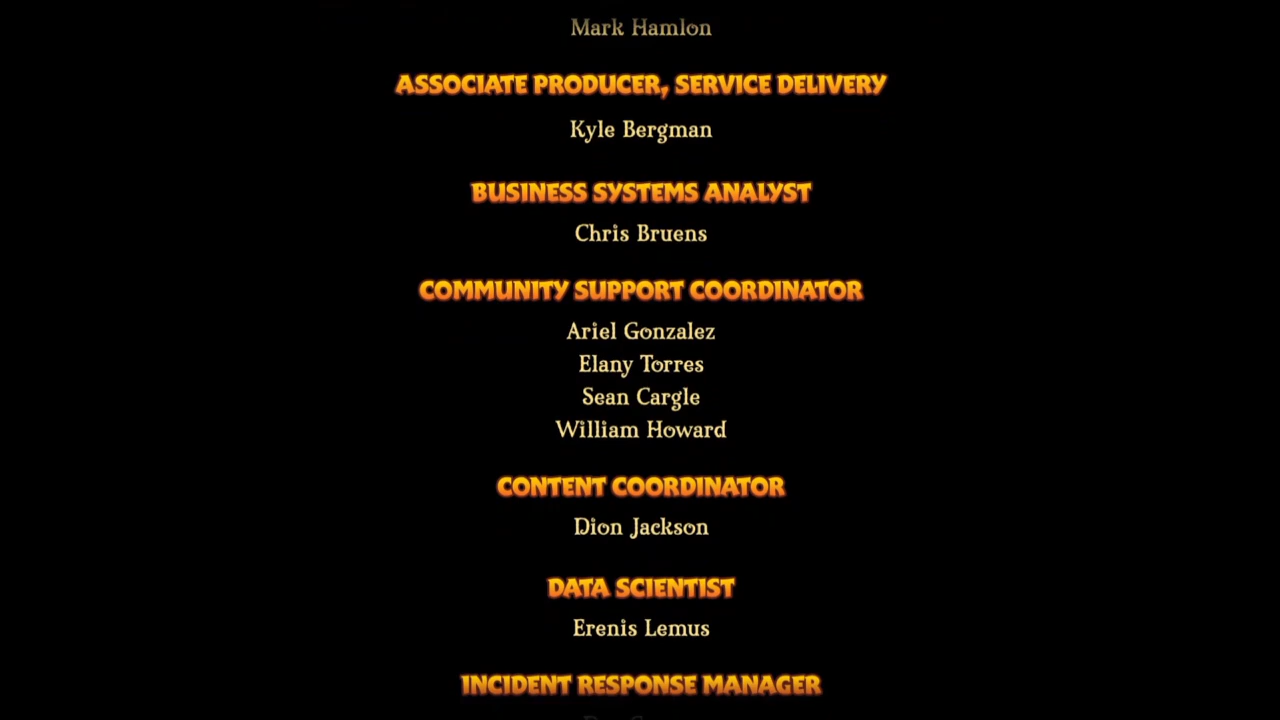 Mark Hamlon
ASSOCIATE PRODUCER, SERVICE DELIVERY
Kyle Bergman
BUSINESS SYSTEMS ANALYST
Chris Bruens
COMMUNITY SUPPORT COORDINATOR
Ariel Gonzalez
Elany Torres
Sean Cargle
William Howard
CONTENT COORDINATOR
Dion Jackson
DATA SCIENTIST
Erenis Lemus
INCIDENT RESPONSE MANAGER